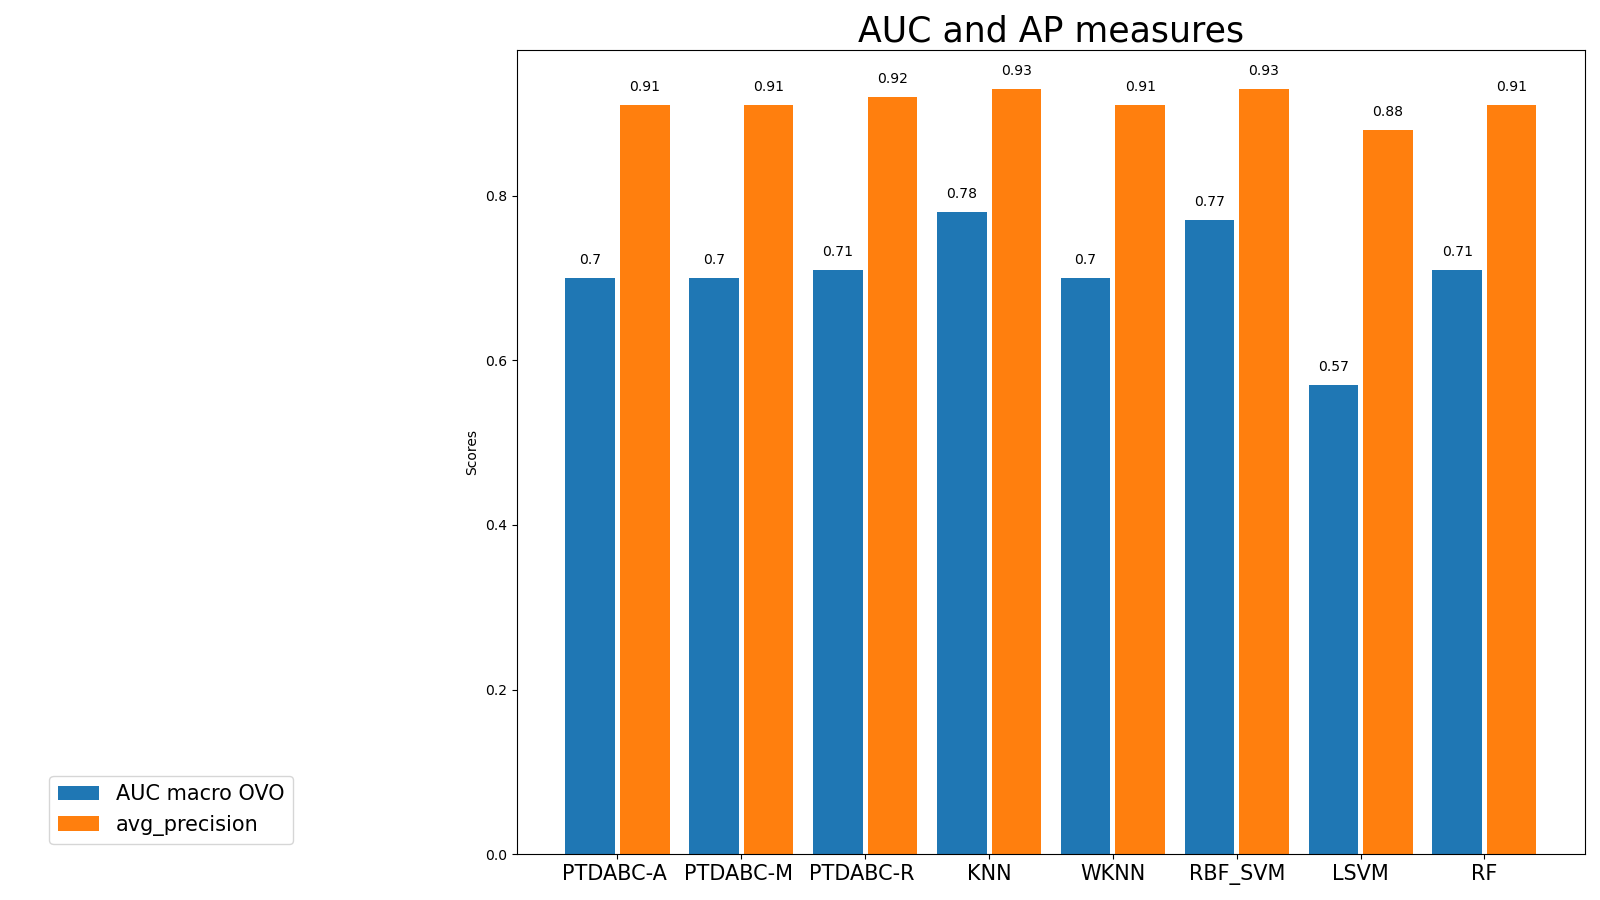 AUC and AP measures
0.91 0.91 0.92 0.93 0.91 0.93 0.88 0.91
0.7 0.7 0.71 0.78 0.7 0.77 0.57 0.71
Scores
0.8
0.6
0.4
0.2
0.0
PTDABC-A PTDABC-M PTDABC-R KNN WKNN RBF_SVM LSVM RF
AUC macro OVO
avg_precision